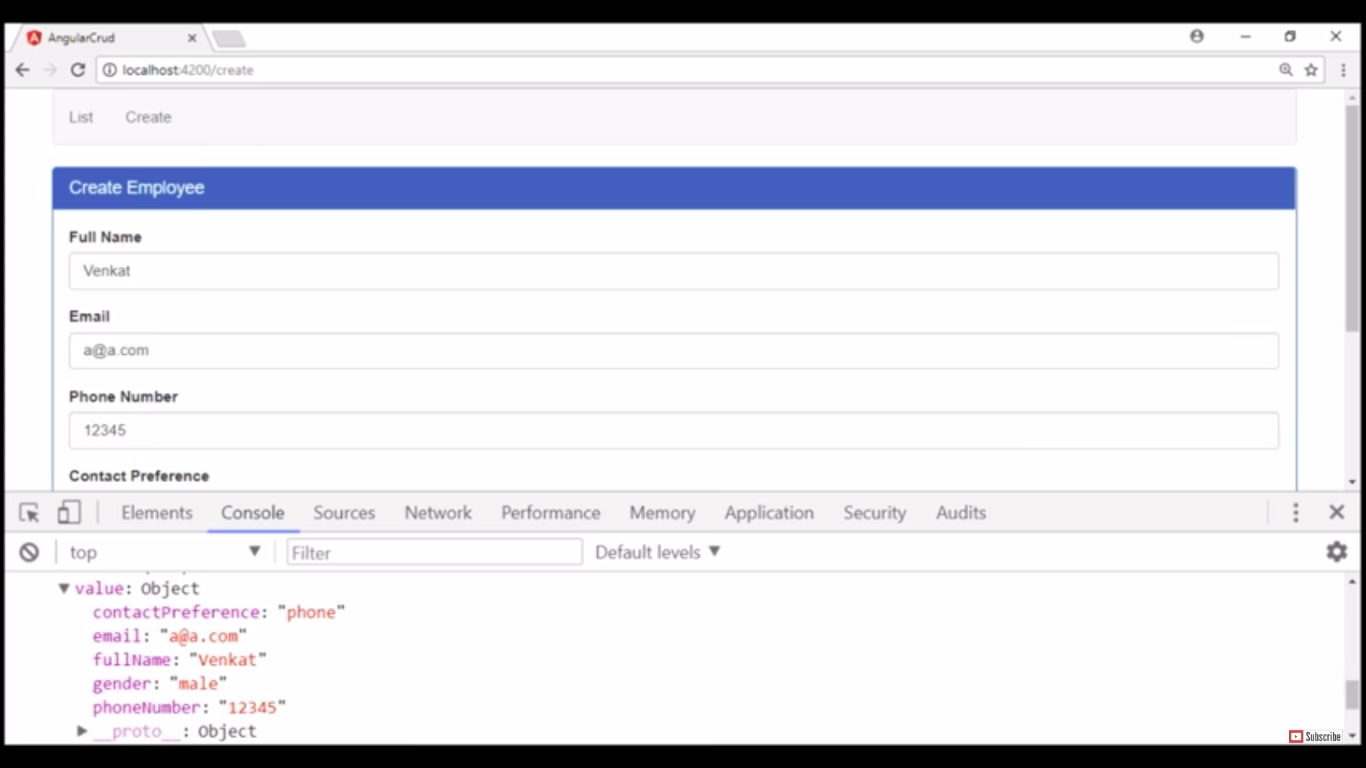 AngularCrud
localhost:4200/create
List Create
Create Employee
Full Name
Venkat
Email
a@a.com
Phone Number
12345
Contact Preference
Elements Console Sources Network Performance Memory Application Security Audits
top Filter Default levels
value: Object
contactPreference: "phone"
email: "a@a.com"
fullName: "Venkat"
gender: "male"
phoneNumber: "12345"
__proto__: Object
Subscribe